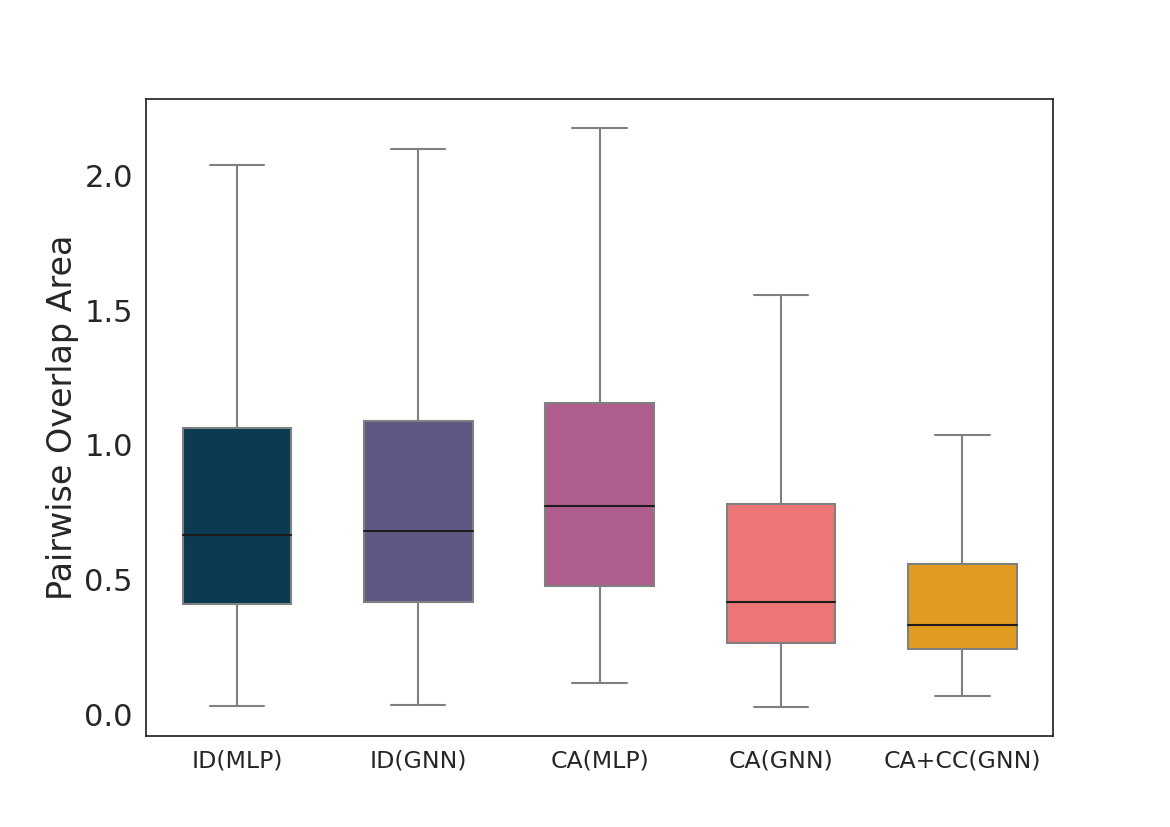 Pairwise Overlap Area
2.0
1.5
1.0
0.5
0.0
ID(MLP)
ID(GNN)
CA(MLP)
CA(GNN)
CA+CC(GNN)